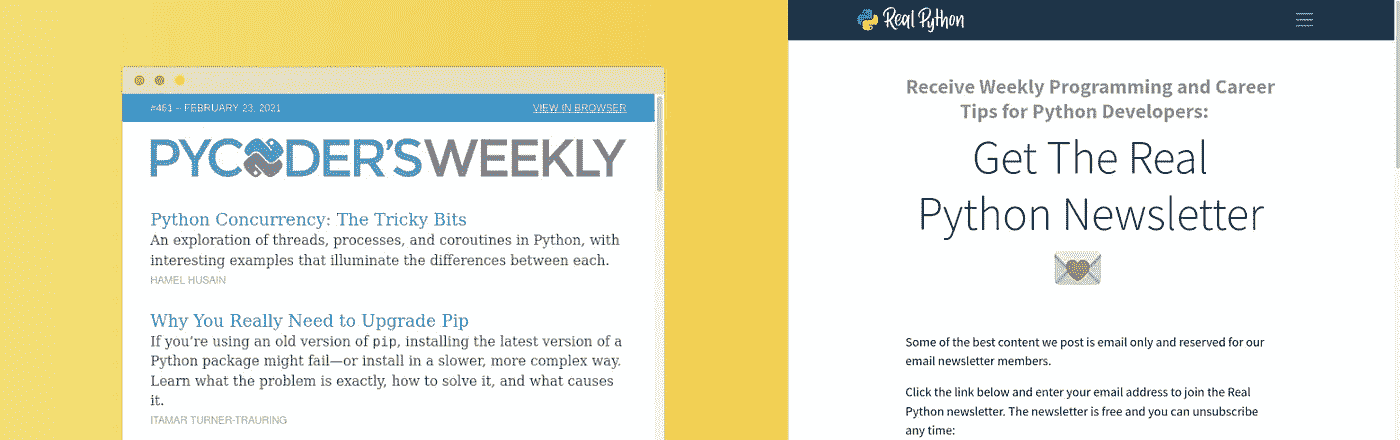 #461 – FEBRUARY 23, 2021
VIEW IN BROWSER
PYCODER'SWEEKLY
Python Concurrency: The Tricky Bits
An exploration of threads, processes, and coroutines in Python, with
interesting examples that illuminate the differences between each.
HAMEL HUSAIN
Why You Really Need to Upgrade Pip
If you're using an old version of pip, installing the latest version of a
Python package might fail—or install in a slower, more complex way.
Learn what the problem is exactly, how to solve it, and what causes
it.
ITAMAR TURNER-TRAURING
Real Python
Receive Weekly Programming and Career
Tips for Python Developers:
Get The Real
Python Newsletter
Some of the best content we post is email only and reserved for our
email newsletter members.
Click the link below and enter your email address to join the Real
Python newsletter. The newsletter is free and you can unsubscribe
any time: